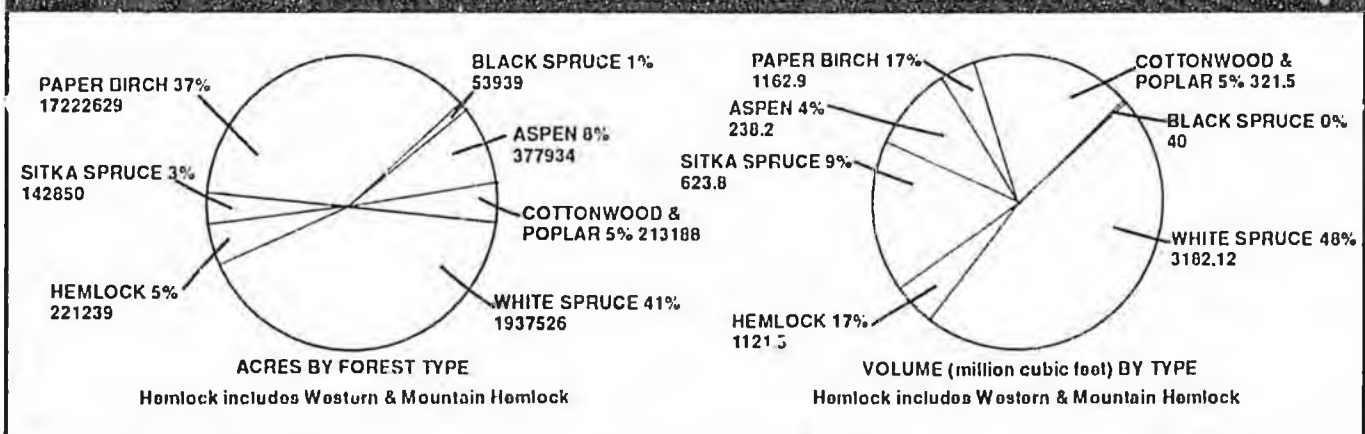 PAPER BIRCH 37%
17222629
BLACK SPRUCE 1%
53939
ASPEN 8%
377934
SITKA SPRUCE 3%
142850
COTTONWOOD &
POPLAR 5% 213188
HEMLOCK 5%
221239
WHITE SPRUCE 41%
1937526
ACRES BY FOREST TYPE
Hemlock includes Western & Mountain Hemlock
PAPER BIRCH 17%
1162.9
COTTONWOOD &
POPLAR 5% 321.5
ASPEN 4%
238.2
BLACK SPRUCE 0%
40
SITKA SPRUCE 9%
623.8
WHITE SPRUCE 48%
3182.12
HEMLOCK 17%
VOLUME (million cubic feet) BY TYPE
Hemlock includes Western & Mountain Hemlock